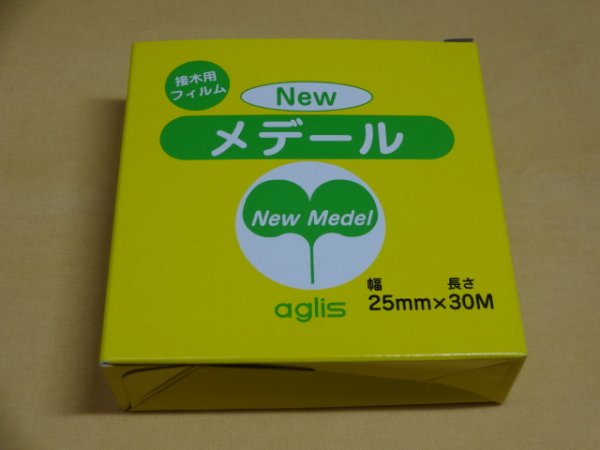 接木用
フィルム
New
メデール
New Medel
aglis
幅 長さ
25mm×30M